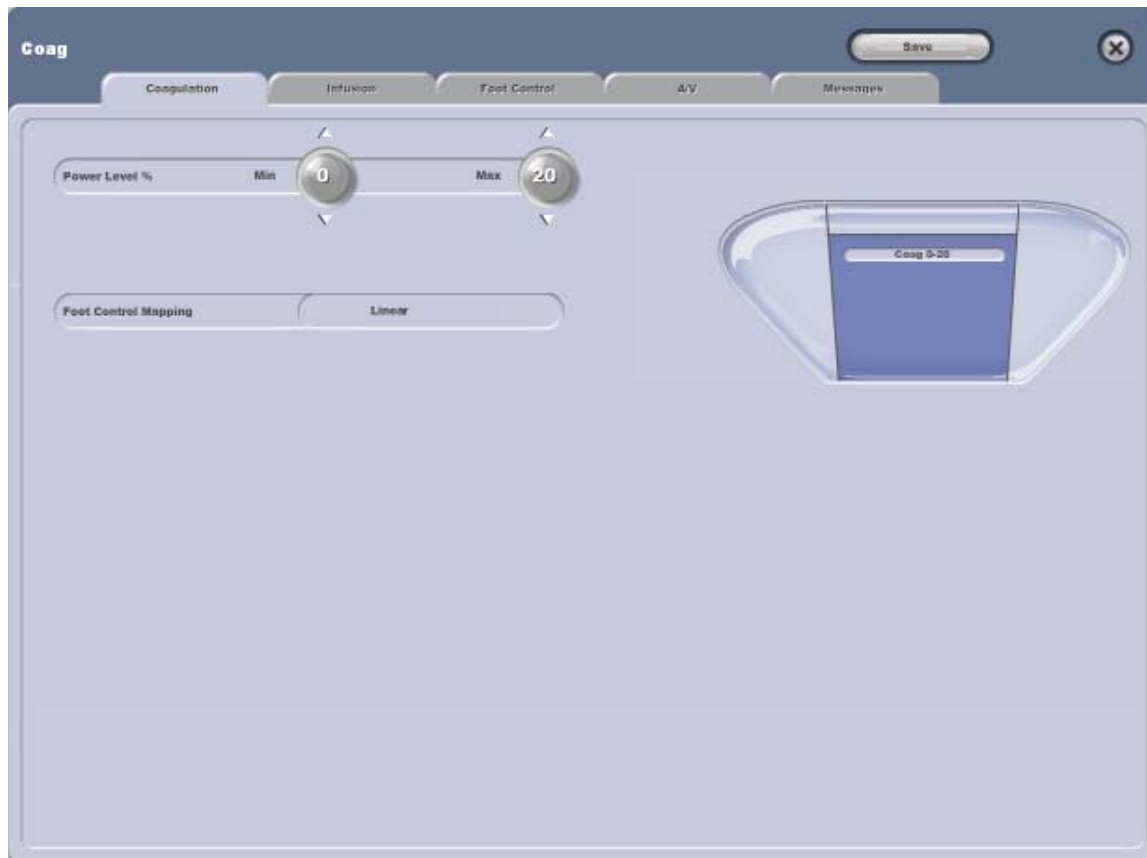 Coag
Save
Coagulation Infusion Foot Control A/V Messages
Power Level % Min 0 Max 20
Coag 0-20
Foot Control Mapping Linear